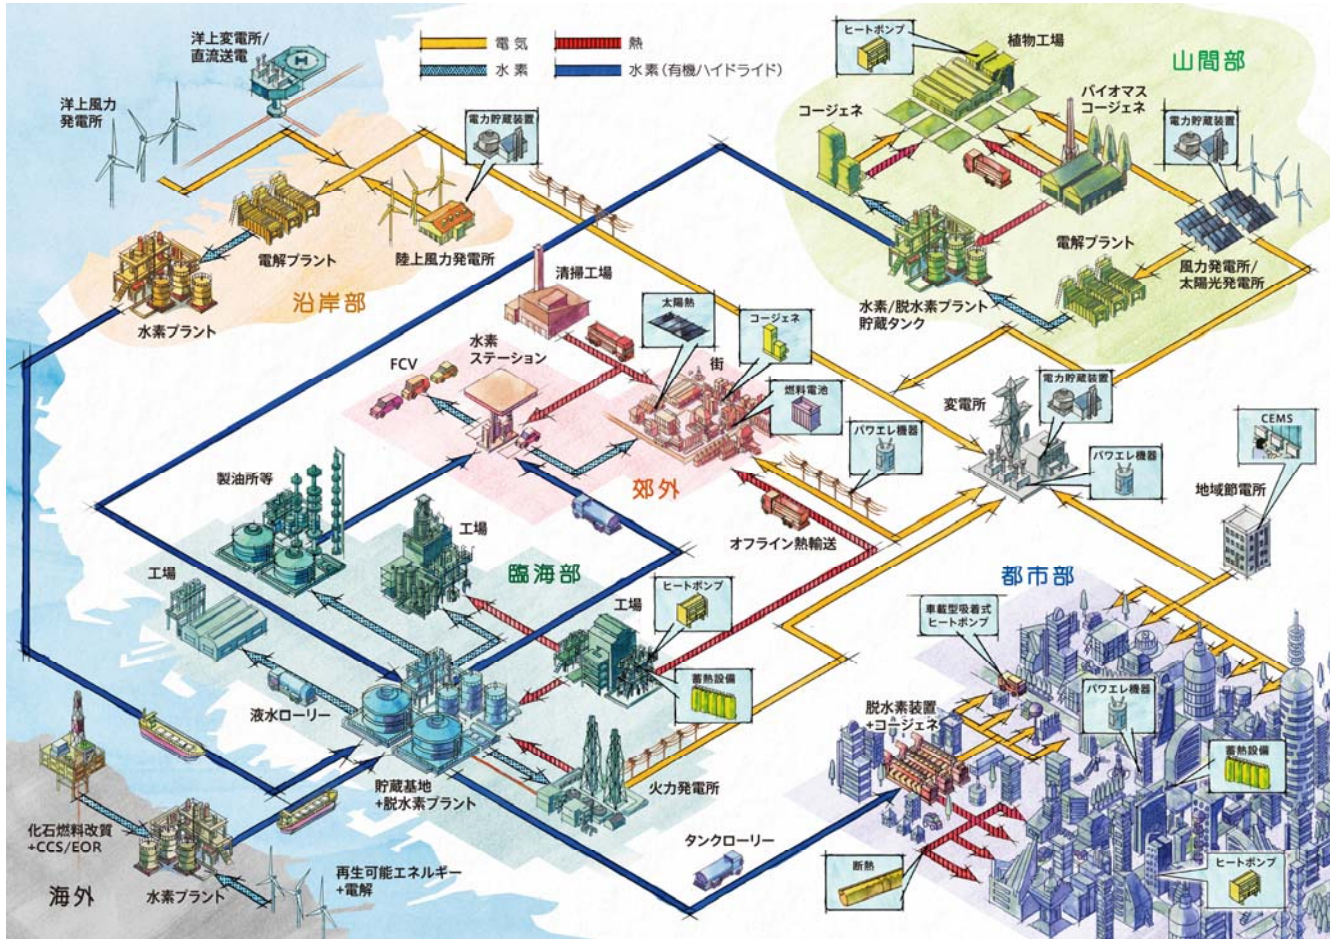 電気
熱
水素
水素(有機ハイドライド)
洋上変電所/
直流送電
洋上風力
発電所
電力貯蔵装置
電解プラント
陸上風力発電所
水素プラント
沿岸部
ヒートポンプ
植物工場
山間部
コージェネ
バイオマス
コージェネ
電力貯蔵装置
電解プラント
風力発電所/
太陽光発電所
水素/脱水素プラント
貯蔵タンク
清掃工場
太陽熱
コージェネ
水素
ステーション
FCV
街
燃料電池
パワエレ機器
郊外
オフライン熱輸送
変電所
電力貯蔵装置
パワエレ機器
CEMS
地域節電所
製油所等
工場
工場
臨海部
工場
ヒートポンプ
蓄熱設備
液水ローリー
貯蔵基地
+脱水素プラント
火力発電所
都市部
車載型吸着式
ヒートポンプ
脱水素装置
+コージェネ
パワエレ機器
蓄熱設備
タンクローリー
断熱
ヒートポンプ
化石燃料改質
+CCS/EOR
海外
水素プラント
再生可能エネルギー
+電解